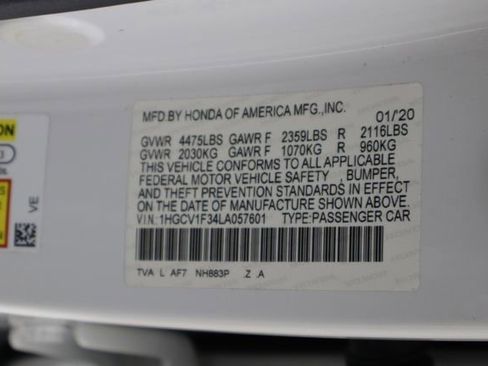 MFD.BY HONDA OF AMERICA MFG.,INC. 01/'20
GVWR 4475LBS GAWR F 2359LBS R 2116LBS
GVWR 2030KG GAWR F 1070KG R 960KG
THIS VEHICLE CONFORMS TO ALL APPLICABLE
FEDERAL MOTOR VEHICLE SAFETY , BUMPER,
AND THEFT PREVENTION STANDARDS IN EFFECT
ON THE DATE OF MANUFACTURE SHOWN ABOVE.
V.I.N: 1HGCV1F34LA057601 TYPE:PASSENGER CAR
TVA L AF7 NH883P .Z .A
VE